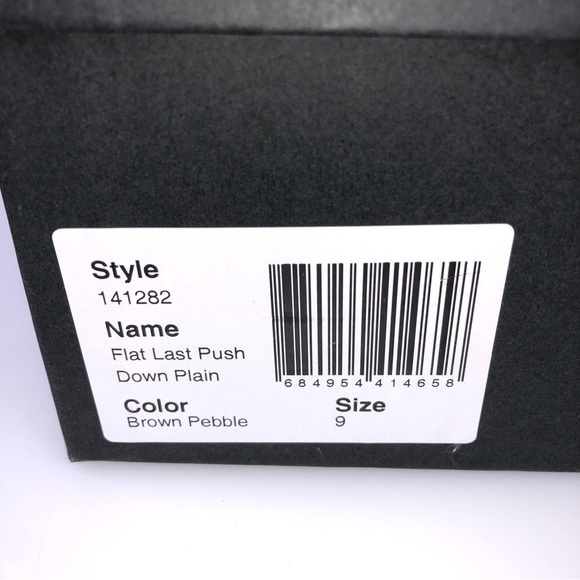 Style
141282
Name
Flat Last Push
Down Plain
Color
Brown Pebble
Size
9
684954414658